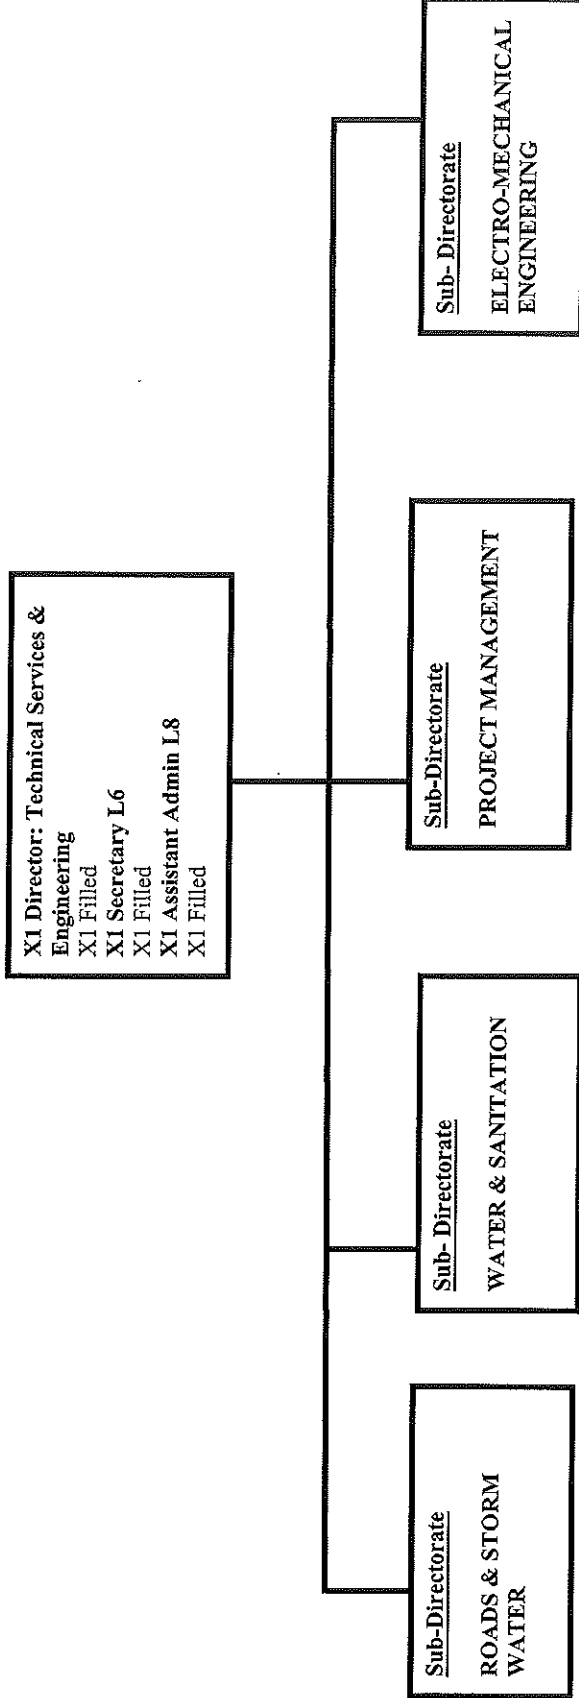 X1 Director: Technical Services &
Engineering
X1 Filled
X1 Secretary L6
X1 Filled
X1 Assistant Admin L8
X1 Filled
Sub-Directorate
ROADS & STORM
WATER
Sub- Directorate
WATER & SANITATION
Sub-Directorate
PROJECT MANAGEMENT
Sub- Directorate
ELECTRO-MECHANICAL
ENGINEERING